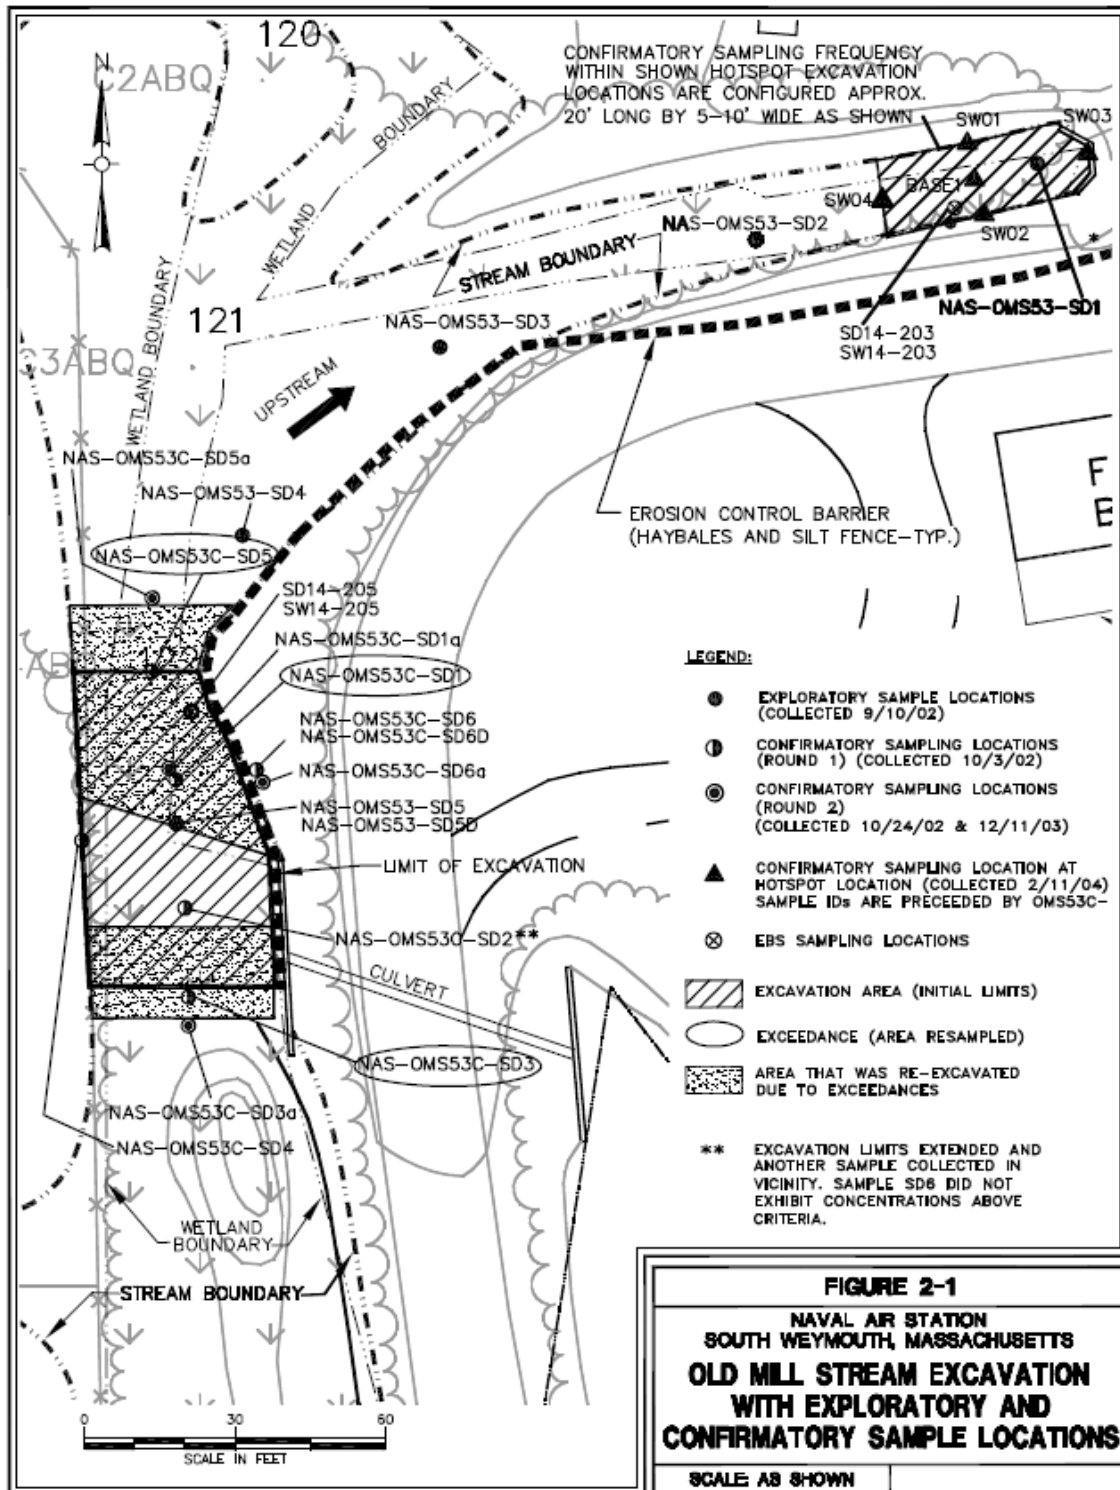 120
C2ABQ
N
CONFIRMATORY SAMPLING FREQUENCY
WITHIN SHOWN HOTSPOT EXCAVATION
LOCATIONS ARE CONFIGURED APPROX.
20' LONG BY 5-10' WIDE AS SHOWN
SW01
SW03
BASE1
SW04
SW02
WETLAND BOUNDARY
NAS-OMS53-SD2
STREAM BOUNDARY
*
NAS-OMS53-SD1
SD14-203
SW14-203
121
NAS-OMS53-SD3
C3ABQ
WETLAND BOUNDARY
UPSTREAM
NAS-OMS53C-SD5a
NAS-OMS53-SD4
NAS-OMS53C-SD5
EROSION CONTROL BARRIER
(HAYBALES AND SILT FENCE-TYP.)
F
SD14-205
SW14-205
NAS-OMS53C-SD1a
NAS-OMS53C-SD1
NAS-OMS53C-SD6
NAS-OMS53C-SD6D
NAS-OMS53C-SD6a
NAS-OMS53-SD5
NAS-OMS53-SD5D
LIMIT OF EXCAVATION
NAS-OMS53C-SD2**
CULVERT
NAS-OMS53C-SD3
NAS-OMS53C-SD3a
NAS-OMS53C-SD4
WETLAND
BOUNDARY
STREAM BOUNDARY
0 30 60
SCALE IN FEET
LEGEND:
EXPLORATORY SAMPLE LOCATIONS
(COLLECTED 9/10/02)
CONFIRMATORY SAMPLING LOCATIONS
(ROUND 1) (COLLECTED 10/3/02)
CONFIRMATORY SAMPLING LOCATIONS
(ROUND 2)
(COLLECTED 10/24/02 & 12/11/03)
CONFIRMATORY SAMPLING LOCATION AT
HOTSPOT LOCATION (COLLECTED 2/11/04)
SAMPLE IDs ARE PRECEEDED BY OMS53C-
EBS SAMPLING LOCATIONS
EXCAVATION AREA (INITIAL LIMITS)
EXCEEDANCE (AREA RESAMPLED)
AREA THAT WAS RE-EXCAVATED
DUE TO EXCEEDANCES
** EXCAVATION LIMITS EXTENDED AND
ANOTHER SAMPLE COLLECTED IN
VICINITY. SAMPLE SD6 DID NOT
EXHIBIT CONCENTRATIONS ABOVE
CRITERIA.
FIGURE 2-1
NAVAL AIR STATION
SOUTH WEYMOUTH, MASSACHUSETTS
OLD MILL STREAM EXCAVATION
WITH EXPLORATORY AND
CONFIRMATORY SAMPLE LOCATIONS
SCALE: AS SHOWN